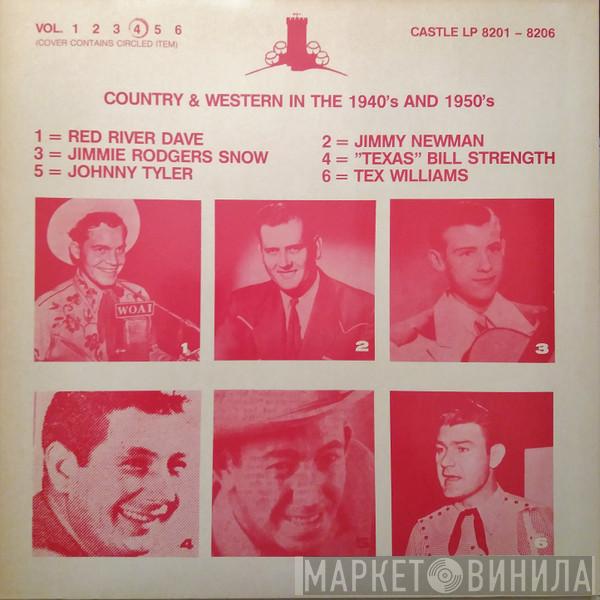 VOL. 1 2 3 4 5 6
(COVER CONTAINS CIRCLED ITEM)
CASTLE LP 8201 - 8206
COUNTRY & WESTERN IN THE 1940's AND 1950's
1 = RED RIVER DAVE
2 = JIMMY NEWMAN
3 = JIMMIE RODGERS SNOW
4 = "TEXAS" BILL STRENGTH
5 = JOHNNY TYLER
6 = TEX WILLIAMS
WOAI
1
2
3
4
5
6
МАРКЕТ ВИНИЛА